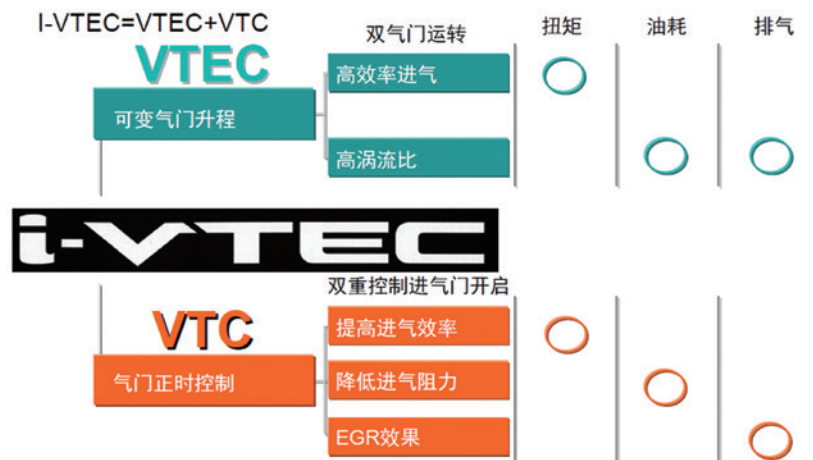 I-VTEC=VTEC+VTC
双气门运转
扭矩
油耗
排气
VTEC
高效率进气
可变气门升程
高涡流比
i-VTEC
双重控制进气门开启
VTC
提高进气效率
气门正时控制
降低进气阻力
EGR效果